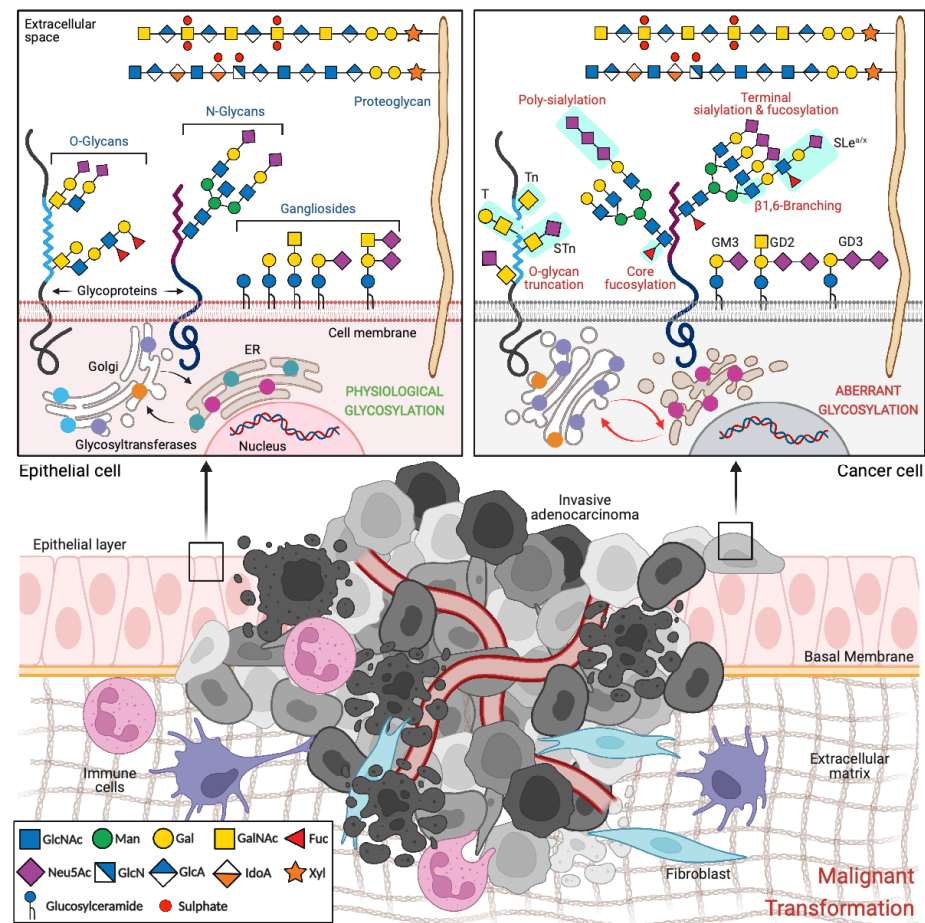 Extracellular
space
Proteoglycan
N-Glycans
O-Glycans
Gangliosides
Glycoproteins
Cell membrane
Golgi
ER
PHYSIOLOGICAL
GLYCOSYLATION
Glycosyltransferases
Nucleus
Epithelial cell
Poly-sialylation
Terminal
sialylation & fucosylation
SLeᵃ/ˣ
Tn
T
β1,6-Branching
STn
GM3
GD2
GD3
O-glycan
truncation
Core
fucosylation
ABERRANT
GLYCOSYLATION
Cancer cell
Invasive
adenocarcinoma
Epithelial layer
Basal Membrane
Immune
cells
Extracellular
matrix
Fibroblast
GlcNAc
Man
Gal
GalNAc
Fuc
Neu5Ac
GlcN
GlcA
IdoA
Xyl
Glucosylceramide
Sulphate
Malignant
Transformation